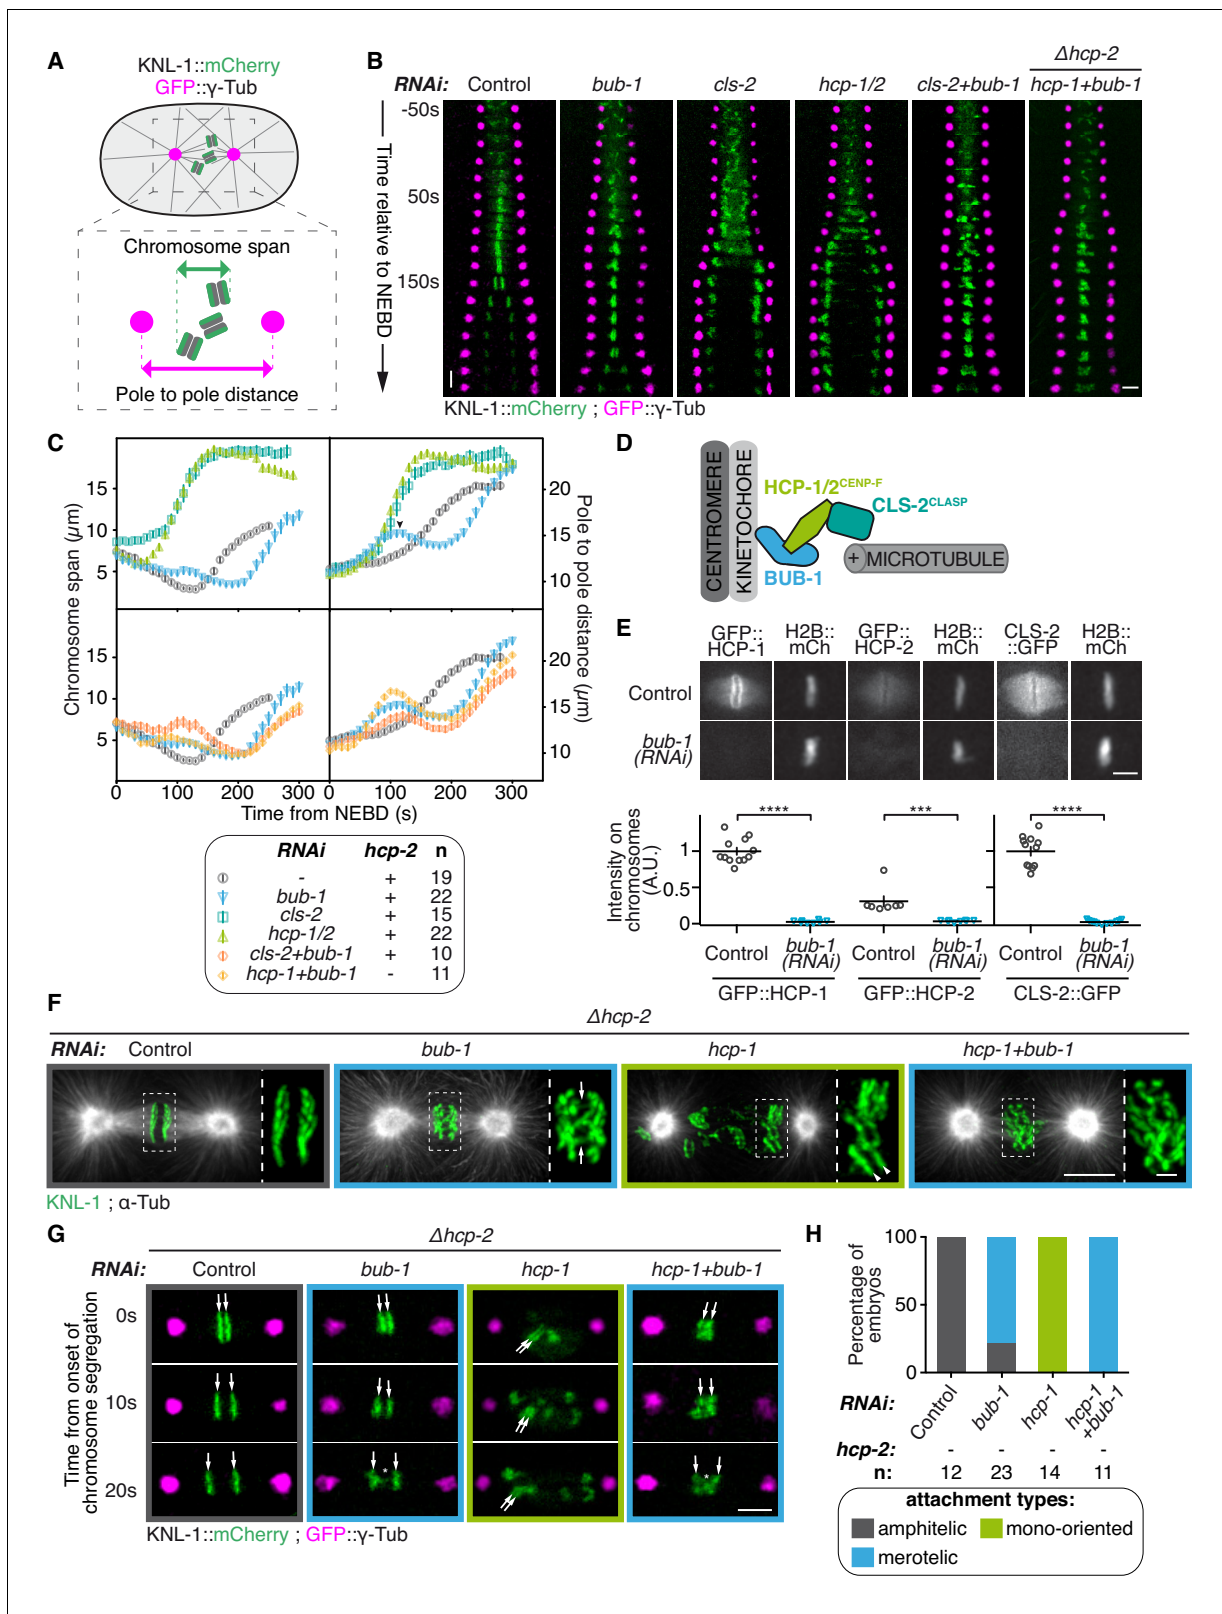 A
KNL-1::mCherry
GFP::γ-Tub
Chromosome span
Pole to pole distance
B
Δhcp-2
RNAi: Control bub-1 cls-2 hcp-1/2 cls-2+bub-1 hcp-1+bub-1
-50s
50s
150s
Time relative to NEBD
KNL-1::mCherry ; GFP::γ-Tub
C
Chromosome span (µm)
15
10
5
15
10
5
20
15
10
20
15
10
Pole to pole distance (µm)
0 100 200 300 0 100 200 300
Time from NEBD (s)
RNAi hcp-2 n
- + 19
bub-1 + 22
cls-2 + 15
hcp-1/2 + 22
cls-2+bub-1 + 10
hcp-1+bub-1 - 11
D
CENTROMERE
KINETOCHORE
HCP-1/2CENP-F
CLS-2CLASP
BUB-1
+ MICROTUBULE
E
GFP:: H2B:: GFP:: H2B:: CLS-2 H2B::
HCP-1 mCh HCP-2 mCh ::GFP mCh
Control
bub-1
(RNAi)
**** *** ****
Intensity on
chromosomes
(A.U.)
1
0.5
0
Control bub-1 Control bub-1 Control bub-1
(RNAi) (RNAi) (RNAi)
GFP::HCP-1 GFP::HCP-2 CLS-2::GFP
F
Δhcp-2
RNAi: Control bub-1 hcp-1 hcp-1+bub-1
KNL-1 ; α-Tub
G
Δhcp-2
RNAi: Control bub-1 hcp-1 hcp-1+bub-1
0s
10s
20s
* *
Time from onset of
chromosome segregation
KNL-1::mCherry ; GFP::γ-Tub
H
Percentage of
embryos
100
50
0
RNAi: Control bub-1 hcp-1 hcp-1
+bub-1
hcp-2: - - - -
n: 12 23 14 11
attachment types:
amphitelic mono-oriented
merotelic